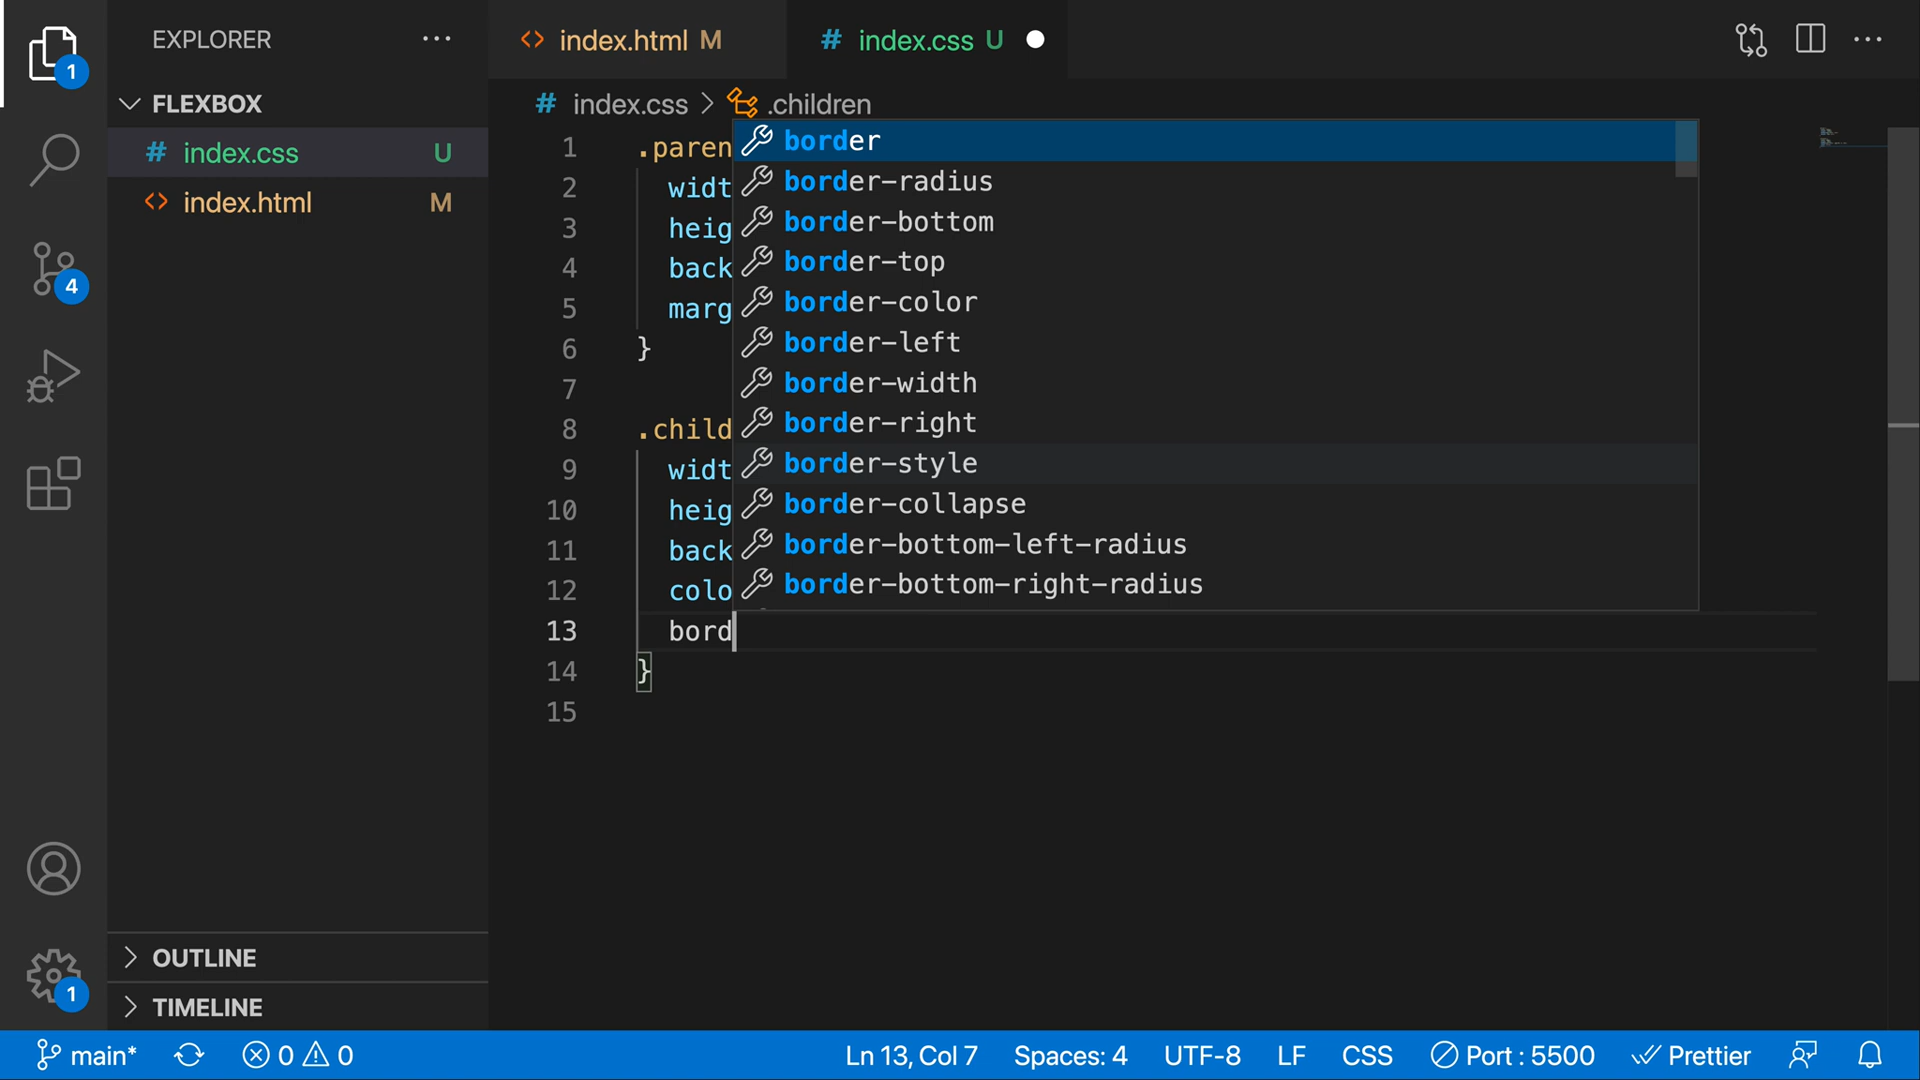 EXPLORER
1
FLEXBOX
# index.css U
<> index.html M
4
OUTLINE
1
TIMELINE
<> index.html M
# index.css U
# index.css > .children
1 .paren
2 widt
3 heig
4 back
5 marg
6 }
7
8 .child
9 widt
10 heig
11 back
12 colo
13 bord
14 }
15
border
border-radius
border-bottom
border-top
border-color
border-left
border-width
border-right
border-style
border-collapse
border-bottom-left-radius
border-bottom-right-radius
main* 0 0 Ln 13, Col 7 Spaces: 4 UTF-8 LF CSS Port : 5500 Prettier